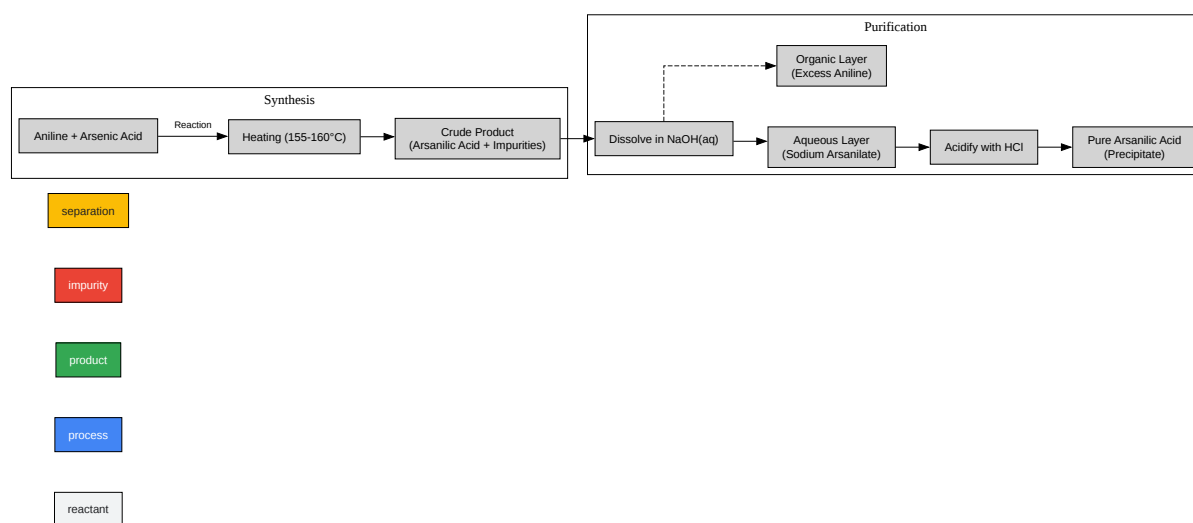 Purification
Organic Layer
(Excess Aniline)
Synthesis
Aniline + Arsenic Acid
Reaction
Heating (155-160°C)
Crude Product
(Arsanilic Acid + Impurities)
Dissolve in NaOH(aq)
Aqueous Layer
(Sodium Arsanilate)
Acidify with HCl
Pure Arsanilic Acid
(Precipitate)
separation
impurity
product
process
reactant